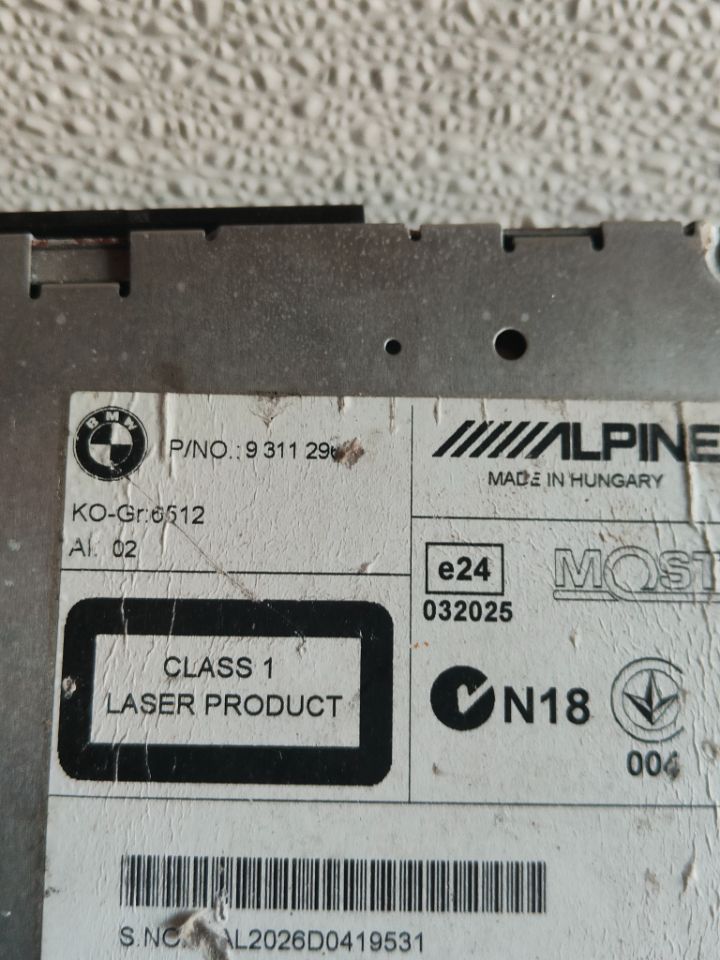 BMW
P/NO.: 9 311 29
KO-Gr:6512
AI: 02
ALPINE
MADE IN HUNGARY
e24
032025
MOST
CLASS 1
LASER PRODUCT
N18
004
S.NO. AL2026D0419531